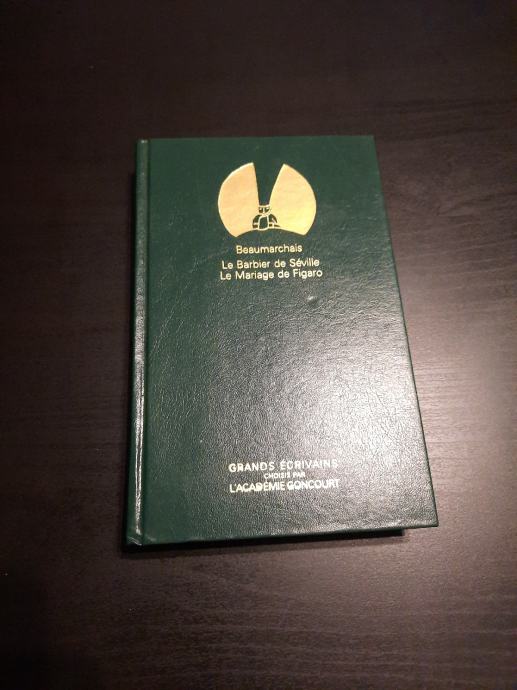 Beaumarchais
Le Barbier de Séville
Le Mariage de Figaro
GRANDS ÉCRIVAINS
CHOISIS PAR
L'ACADÉMIE GONCOURT